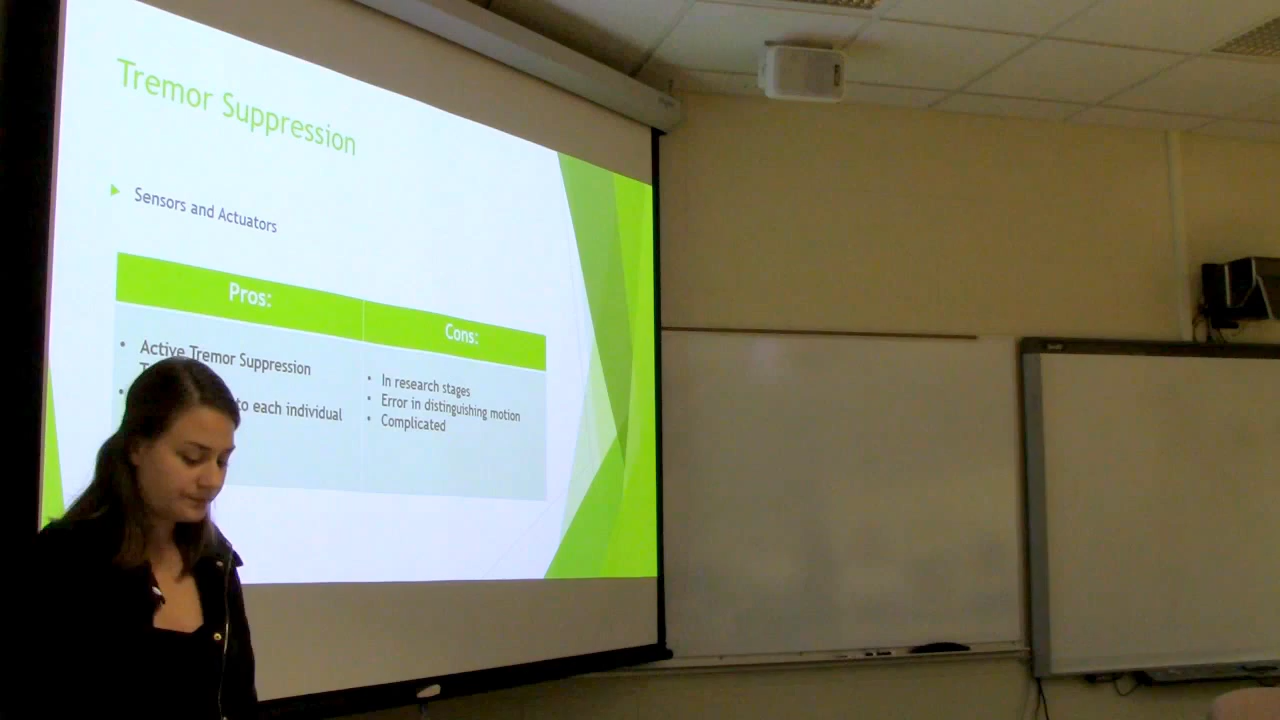 Tremor Suppression
Sensors and Actuators
Pros:
Cons:
• Active Tremor Suppression
• to each individual
• In research stages
• Error in distinguishing motion
• Complicated